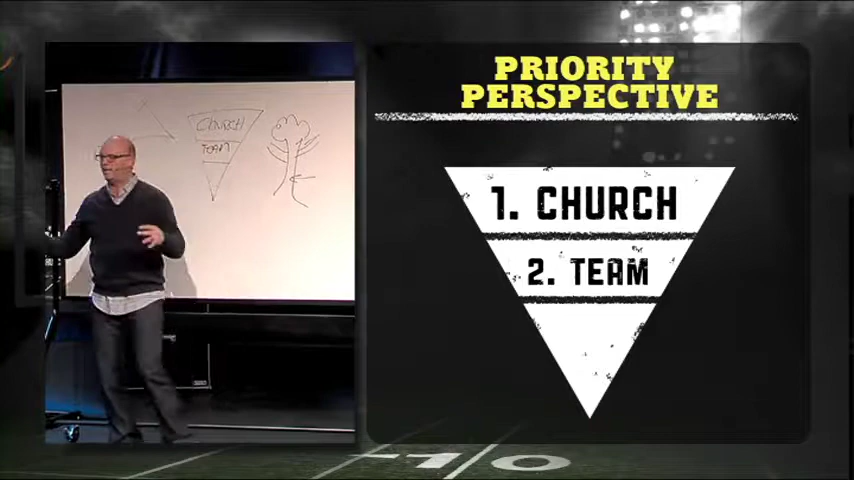 PRIORITY
PERSPECTIVE
CHURCH
TEAM
1. CHURCH
2. TEAM
10